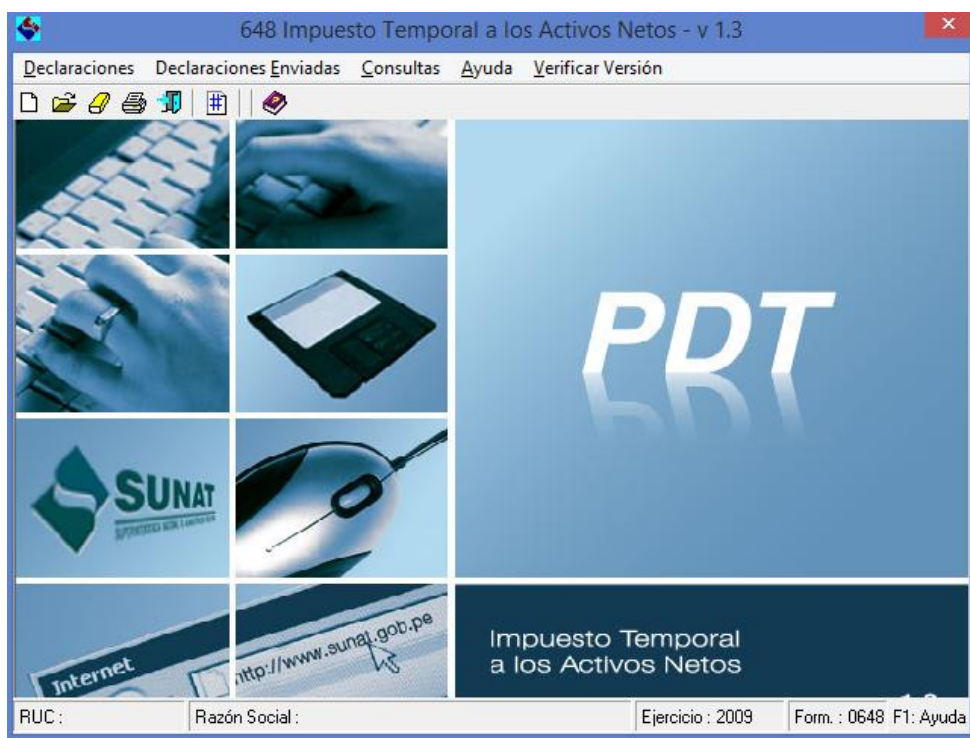 648 Impuesto Temporal a los Activos Netos - v 1.3
Declaraciones Declaraciones Enviadas Consultas Ayuda Verificar Versión
PDT
SUNAT
Internet
http://www.sunat.gob.pe
Impuesto Temporal
a los Activos Netos
RUC : Razón Social : Ejercicio : 2009 Form. : 0648 F1: Ayuda